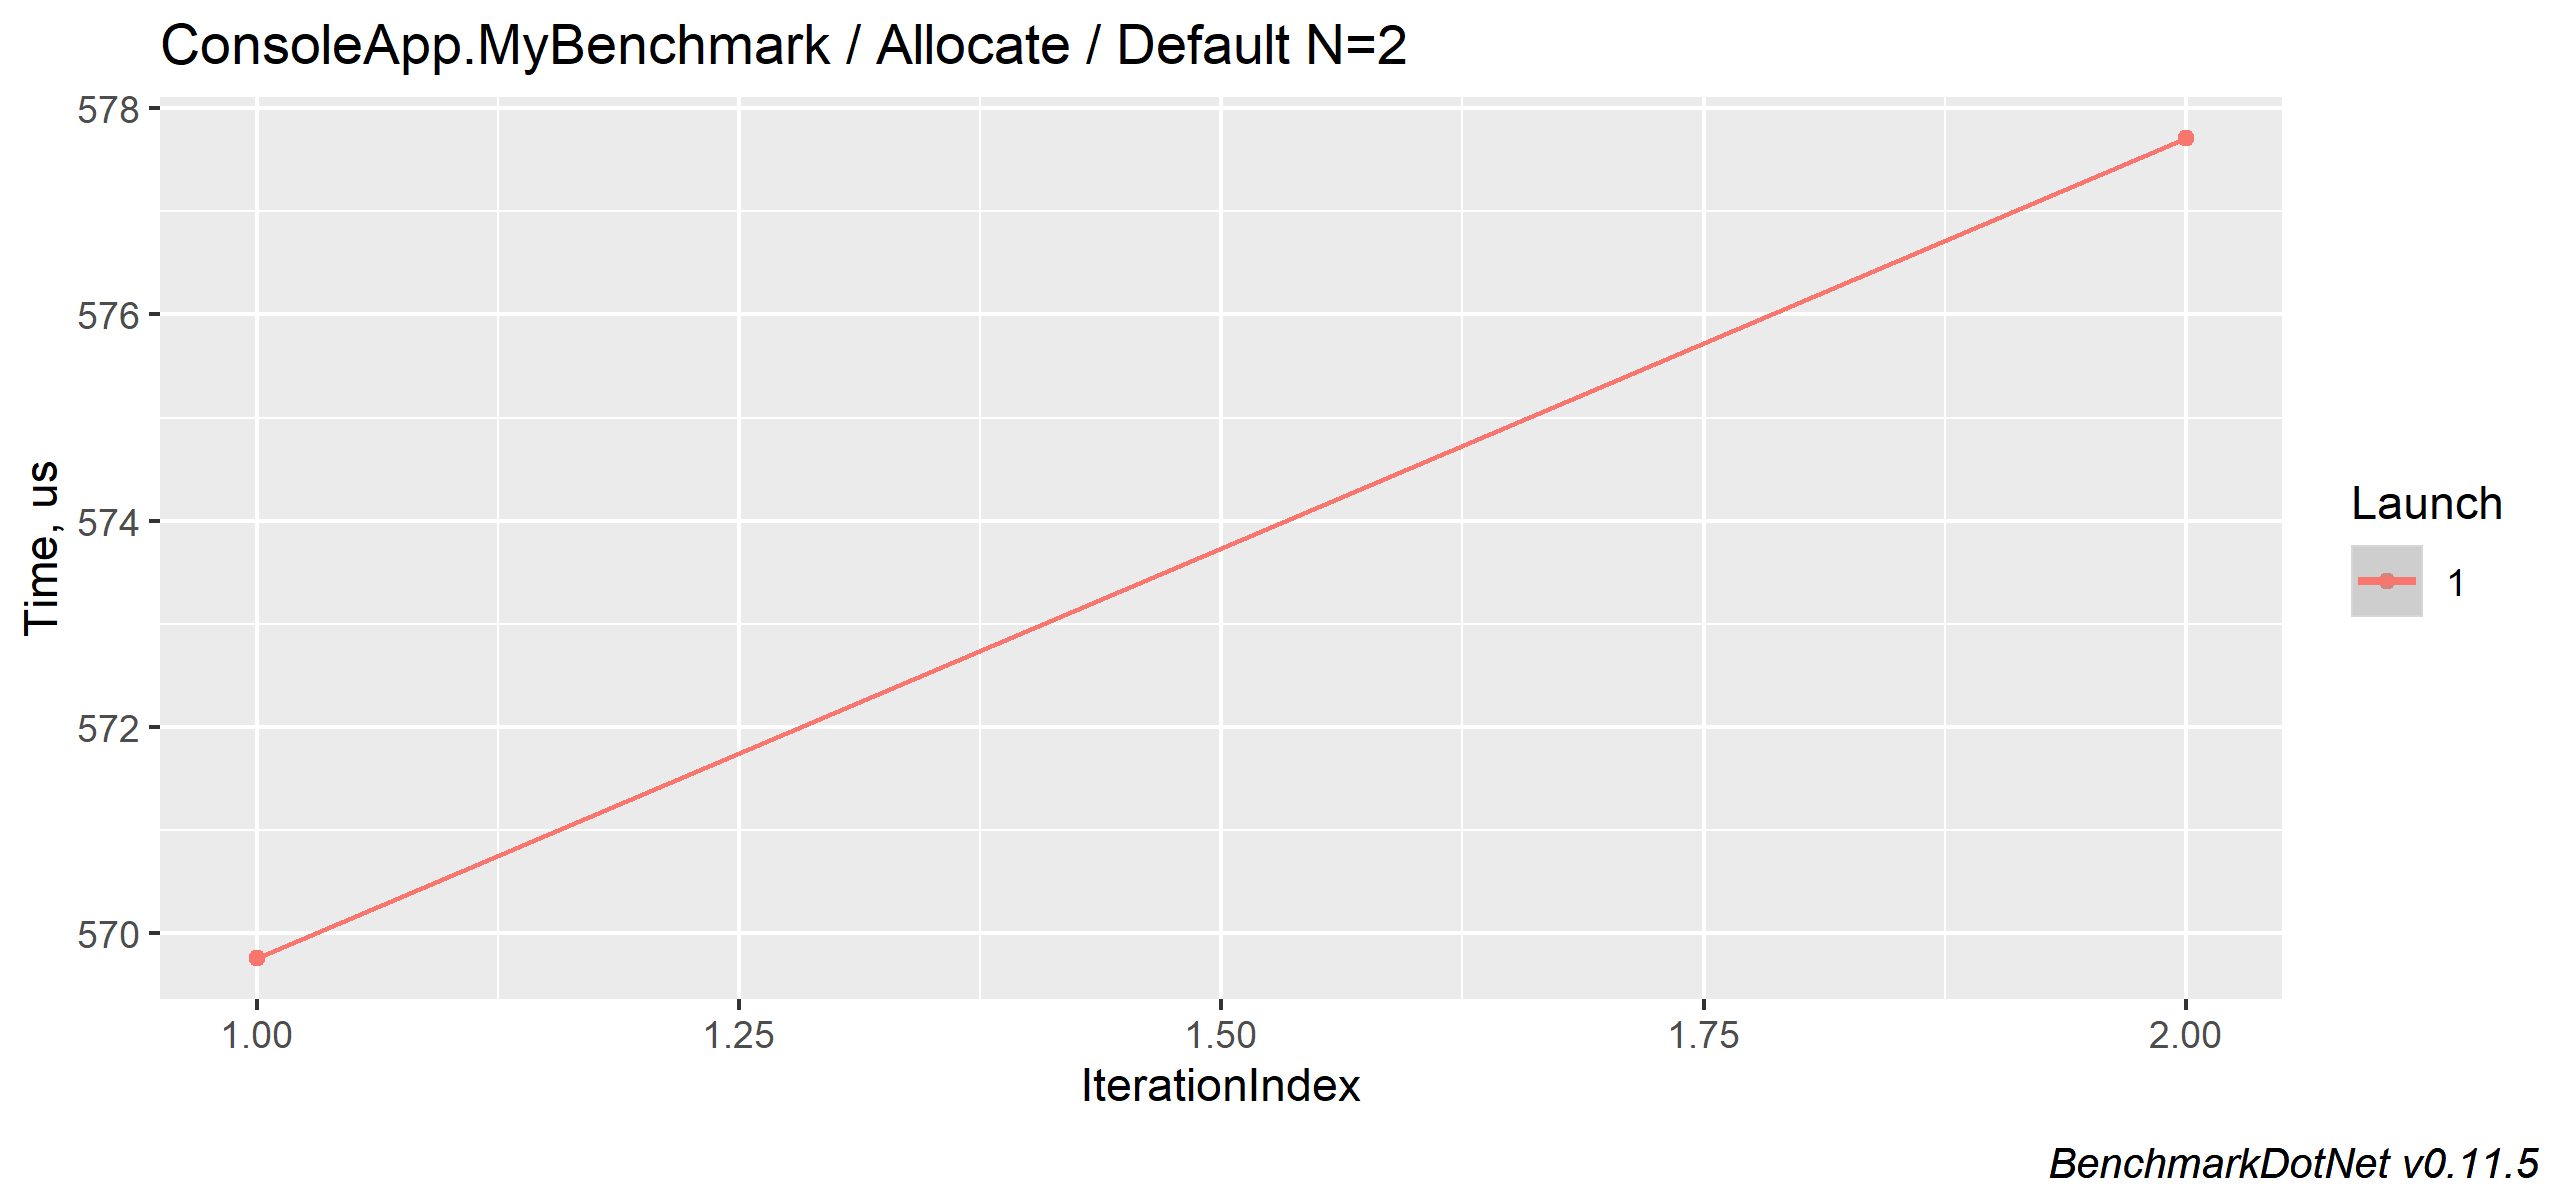 ConsoleApp.MyBenchmark / Allocate / Default N=2
578
576
574
572
570
Time, us
1.00 1.25 1.50 1.75 2.00
IterationIndex
Launch
1
BenchmarkDotNet v0.11.5